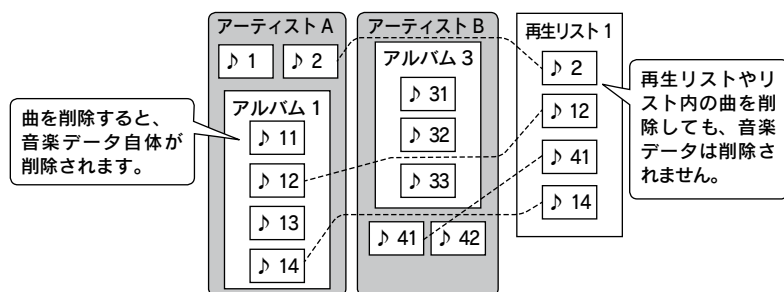 アーティスト A
♪ 1
♪ 2
アルバム 1
♪ 11
♪ 12
♪ 13
♪ 14
曲を削除すると、
音楽データ自体が
削除されます。
アーティスト B
アルバム 3
♪ 31
♪ 32
♪ 33
♪ 41
♪ 42
再生リスト 1
♪ 2
♪ 12
♪ 41
♪ 14
再生リストやリ
スト内の曲を削
除しても、音楽
データは削除さ
れません。